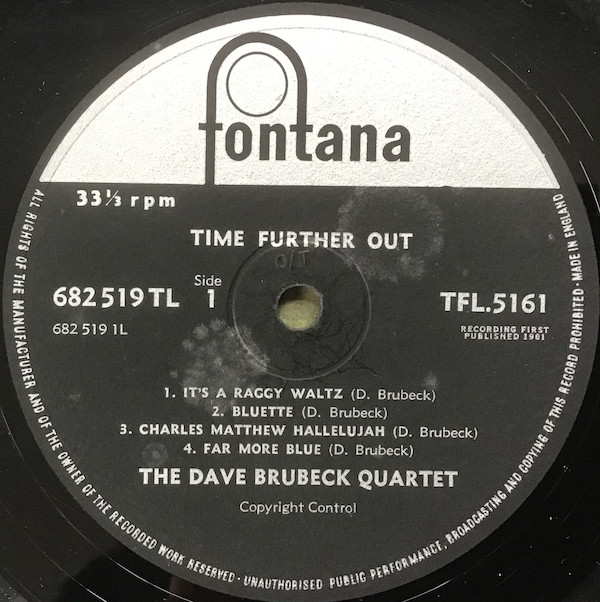 fontana
33⅓ rpm
TIME FURTHER OUT
O/T
682 519 TL
Side
1
TFL.5161
682 519 1L
RECORDING FIRST
PUBLISHED 1961
1. IT'S A RAGGY WALTZ (D. Brubeck)
2. BLUETTE (D. Brubeck)
3. CHARLES MATTHEW HALLELUJAH (D. Brubeck)
4. FAR MORE BLUE (D. Brubeck)
THE DAVE BRUBECK QUARTET
Copyright Control
ALL RIGHTS OF THE MANUFACTURER AND OF THE OWNER OF THE RECORDED WORK RESERVED · UNAUTHORISED PUBLIC PERFORMANCE, BROADCASTING AND COPYING OF THIS RECORD PROHIBITED · MADE IN ENGLAND